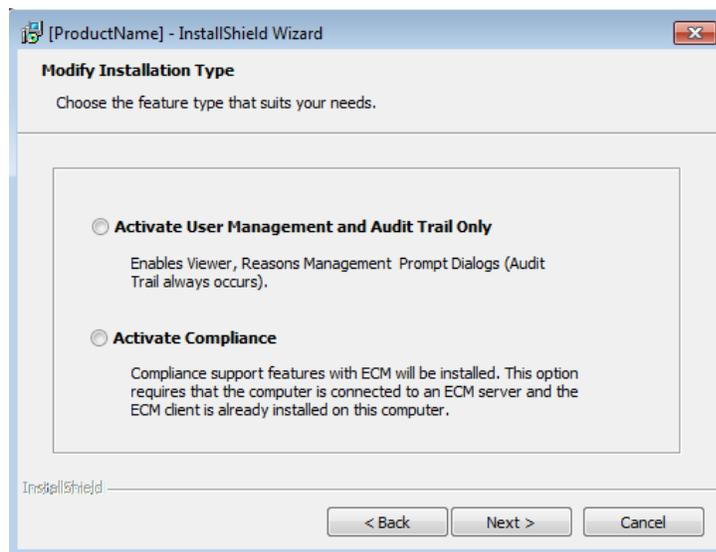 [ProductName] - InstallShield Wizard
Modify Installation Type
Choose the feature type that suits your needs.
Activate User Management and Audit Trail Only
Enables Viewer, Reasons Management Prompt Dialogs (Audit
Trail always occurs).
Activate Compliance
Compliance support features with ECM will be installed. This option
requires that the computer is connected to an ECM server and the
ECM client is already installed on this computer.
InstallShield
< Back Next > Cancel